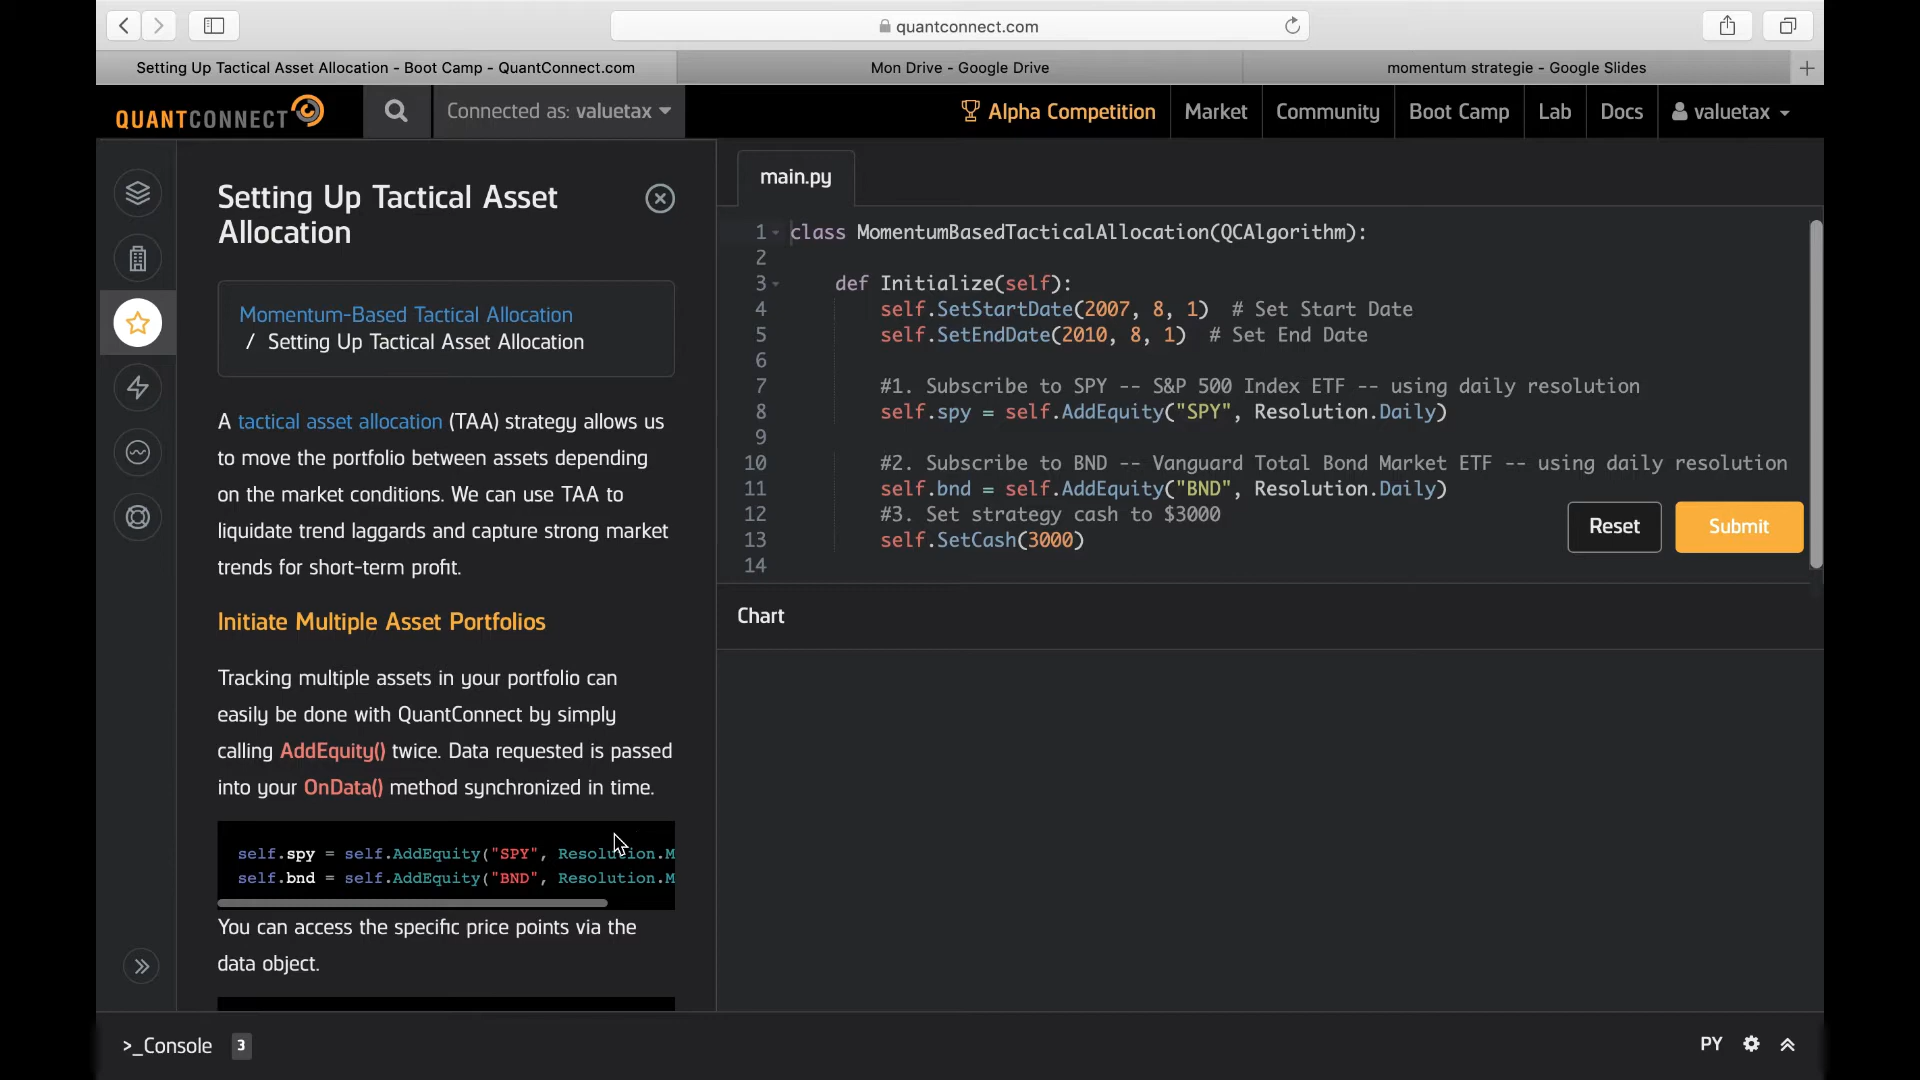 quantconnect.com
Setting Up Tactical Asset Allocation - Boot Camp - QuantConnect.com
Mon Drive - Google Drive
momentum strategie - Google Slides
QUANTCONNECT
Connected as: valuetax
Alpha Competition
Market
Community
Boot Camp
Lab
Docs
valuetax
Setting Up Tactical Asset
Allocation
Momentum-Based Tactical Allocation
/ Setting Up Tactical Asset Allocation
A tactical asset allocation (TAA) strategy allows us
to move the portfolio between assets depending
on the market conditions. We can use TAA to
liquidate trend laggards and capture strong market
trends for short-term profit.
Initiate Multiple Asset Portfolios
Tracking multiple assets in your portfolio can
easily be done with QuantConnect by simply
calling AddEquity() twice. Data requested is passed
into your OnData() method synchronized in time.
self.spy = self.AddEquity("SPY", Resolution.M
self.bnd = self.AddEquity("BND", Resolution.M
You can access the specific price points via the
data object.
main.py
1 class MomentumBasedTacticalAllocation(QCAlgorithm):
2
3 def Initialize(self):
4 self.SetStartDate(2007, 8, 1) # Set Start Date
5 self.SetEndDate(2010, 8, 1) # Set End Date
6
7 #1. Subscribe to SPY -- S&P 500 Index ETF -- using daily resolution
8 self.spy = self.AddEquity("SPY", Resolution.Daily)
9
10 #2. Subscribe to BND -- Vanguard Total Bond Market ETF -- using daily resolution
11 self.bnd = self.AddEquity("BND", Resolution.Daily)
12 #3. Set strategy cash to $3000
13 self.SetCash(3000)
14
Reset
Submit
Chart
>_Console 3
PY